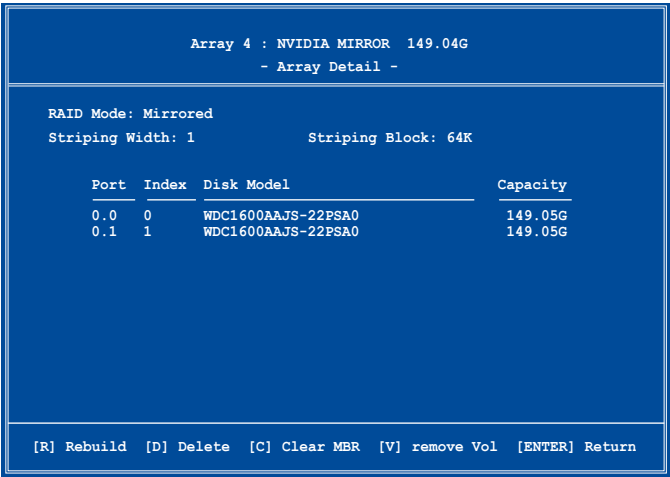 Array 4 : NVIDIA MIRROR 149.04G
- Array Detail -
RAID Mode: Mirrored
Striping Width: 1 Striping Block: 64K
Port Index Disk Model Capacity
0.0 0 WDC1600AAJS-22PSA0 149.05G
0.1 1 WDC1600AAJS-22PSA0 149.05G
[R] Rebuild [D] Delete [C] Clear MBR [V] remove Vol [ENTER] Return